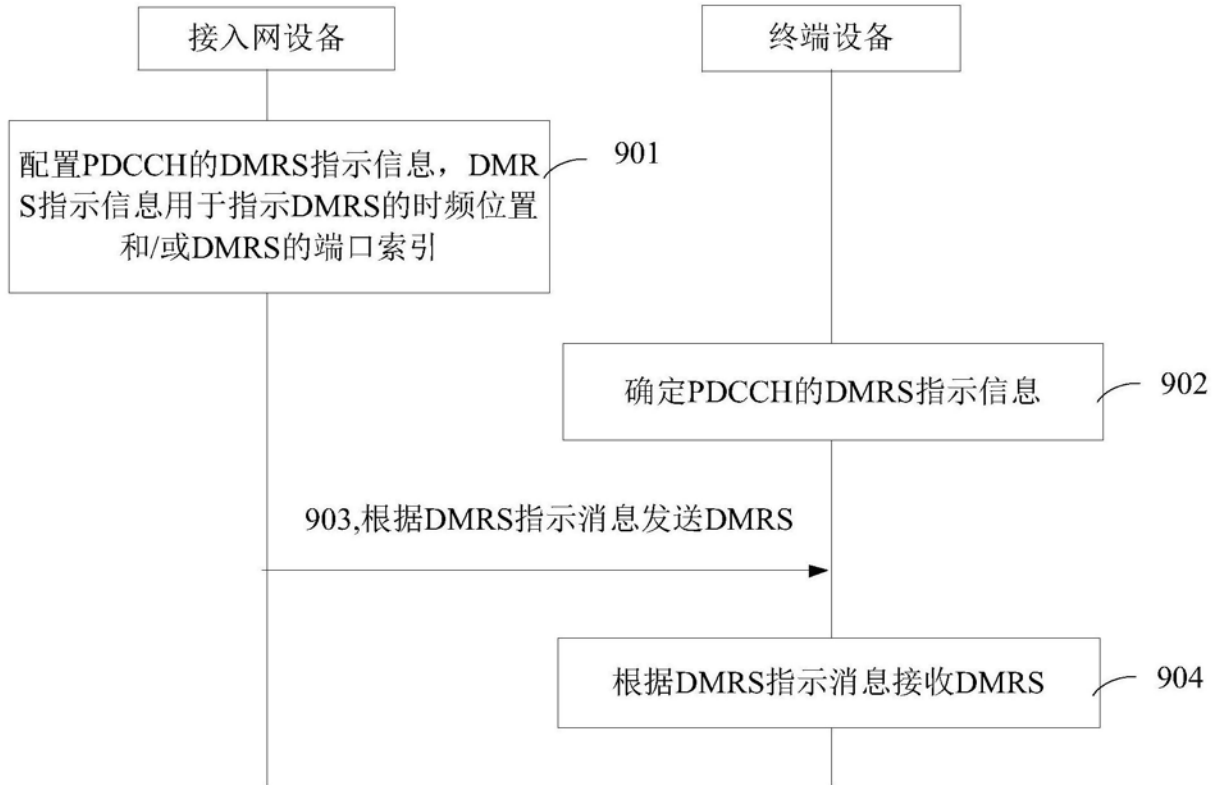 接入网设备
终端设备
配置PDCCH的DMRS指示信息，DMR
S指示信息用于指示DMRS的时频位置
和/或DMRS的端口索引
901
确定PDCCH的DMRS指示信息
902
903,根据DMRS指示消息发送DMRS
根据DMRS指示消息接收DMRS
904